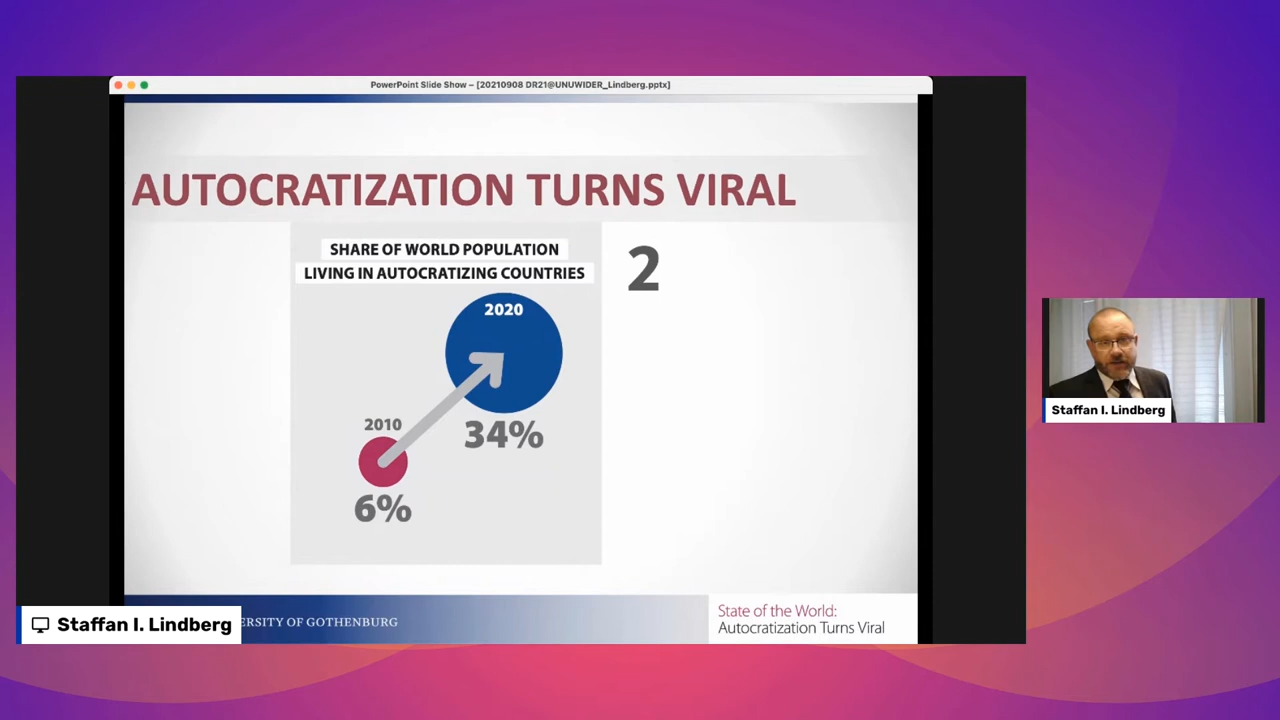 PowerPoint Slide Show – [20210908 DR21@UNUWIDER_Lindberg.pptx]
AUTOCRATIZATION TURNS VIRAL
SHARE OF WORLD POPULATION
LIVING IN AUTOCRATIZING COUNTRIES
2
2020
34%
2010
6%
Staffan I. Lindberg
ERSITY OF GOTHENBURG
State of the World:
Autocratization Turns Viral
Staffan I. Lindberg